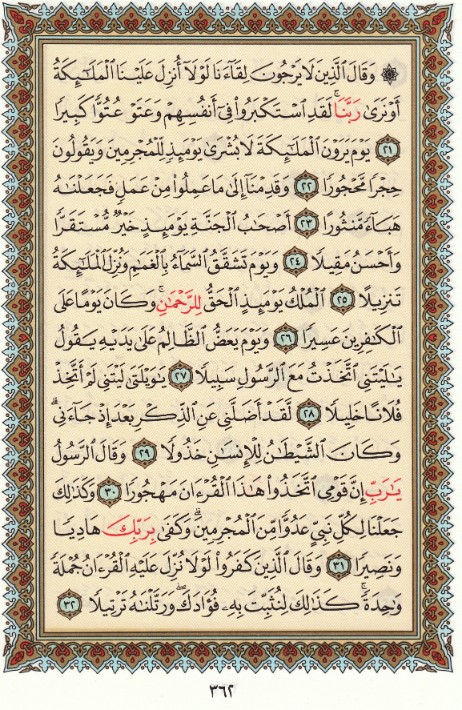 ۞ وَقَالَ ٱلَّذِينَ لَا يَرْجُونَ لِقَآءَنَا لَوْلَآ أُنزِلَ عَلَيْنَا ٱلْمَلَـٰٓئِكَةُ
أَوْ نَرَىٰ رَبَّنَا ۗ لَقَدِ ٱسْتَكْبَرُوا۟ فِىٓ أَنفُسِهِمْ وَعَتَوْ عُتُوًّا كَبِيرًا
٢١ يَوْمَ يَرَوْنَ ٱلْمَلَـٰٓئِكَةَ لَا بُشْرَىٰ يَوْمَئِذٍ لِّلْمُجْرِمِينَ وَيَقُولُونَ
حِجْرًا مَّحْجُورًا ٢٢ وَقَدِمْنَآ إِلَىٰ مَا عَمِلُوا۟ مِنْ عَمَلٍ فَجَعَلْنَـٰهُ
هَبَآءً مَّنثُورًا ٢٣ أَصْحَـٰبُ ٱلْجَنَّةِ يَوْمَئِذٍ خَيْرٌ مُّسْتَقَرًّا
وَأَحْسَنُ مَقِيلًا ٢٤ وَيَوْمَ تَشَقَّقُ ٱلسَّمَآءُ بِٱلْغَمَـٰمِ وَنُزِّلَ ٱلْمَلَـٰٓئِكَةُ
تَنزِيلًا ٢٥ ٱلْمُلْكُ يَوْمَئِذٍ ٱلْحَقُّ لِلرَّحْمَـٰنِ ۚ وَكَانَ يَوْمًا عَلَى
ٱلْكَـٰفِرِينَ عَسِيرًا ٢٦ وَيَوْمَ يَعَضُّ ٱلظَّالِمُ عَلَىٰ يَدَيْهِ يَقُولُ
يَـٰلَيْتَنِى ٱتَّخَذْتُ مَعَ ٱلرَّسُولِ سَبِيلًا ٢٧ يَـٰوَيْلَتَىٰ لَيْتَنِى لَمْ أَتَّخِذْ
فُلَانًا خَلِيلًا ٢٨ لَّقَدْ أَضَلَّنِى عَنِ ٱلذِّكْرِ بَعْدَ إِذْ جَآءَنِى ۗ
وَكَانَ ٱلشَّيْطَـٰنُ لِلْإِنسَـٰنِ خَذُولًا ٢٩ وَقَالَ ٱلرَّسُولُ
يَـٰرَبِّ إِنَّ قَوْمِى ٱتَّخَذُوا۟ هَـٰذَا ٱلْقُرْءَانَ مَهْجُورًا ٣٠ وَكَذَٰلِكَ
جَعَلْنَا لِكُلِّ نَبِىٍّ عَدُوًّا مِّنَ ٱلْمُجْرِمِينَ ۗ وَكَفَىٰ بِرَبِّكَ هَادِيًا
وَنَصِيرًا ٣١ وَقَالَ ٱلَّذِينَ كَفَرُوا۟ لَوْلَا نُزِّلَ عَلَيْهِ ٱلْقُرْءَانُ جُمْلَةً
وَٰحِدَةً ۚ كَذَٰلِكَ لِنُثَبِّتَ بِهِۦ فُؤَادَكَ ۖ وَرَتَّلْنَـٰهُ تَرْتِيلًا ٣٢
٣٦٢